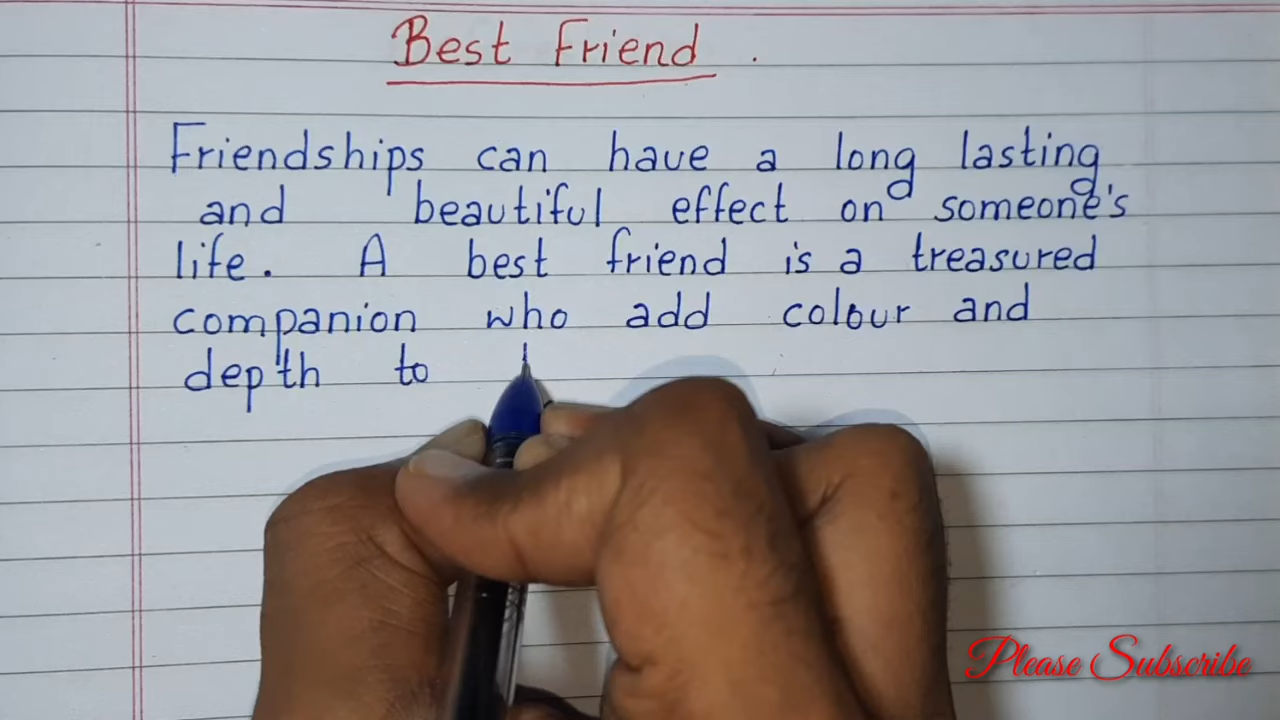 Best Friend .
Friendships can have a long lasting
and beautiful effect on someone's
life. A best friend is a treasured
companion who add colour and
depth to
Please Subscribe